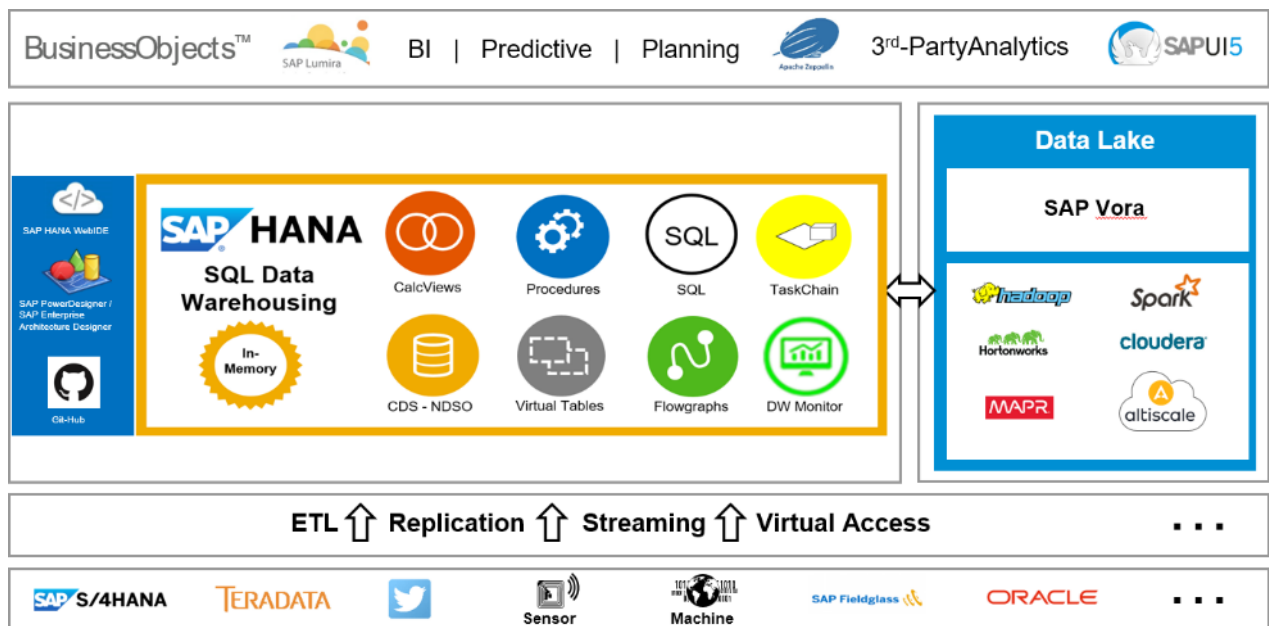 BusinessObjects™
SAP Lumira
BI | Predictive | Planning
Apache Zeppelin
3rd-PartyAnalytics
SAPUI5
</>
SAP HANA WebIDE
SAP PowerDesigner /
SAP Enterprise
Architecture Designer
Git-Hub
SAP HANA
SQL Data
Warehousing
In-
Memory
CalcViews
Procedures
SQL
SQL
TaskChain
CDS - NDSO
Virtual Tables
Flowgraphs
DW Monitor
Data Lake
SAP Vora
hadoop
Spark
Hortonworks
cloudera
MAPR
A
altiscale
ETL
Replication
Streaming
Virtual Access
...
SAP S/4HANA
TERADATA
Sensor
Machine
SAP Fieldglass
ORACLE
...